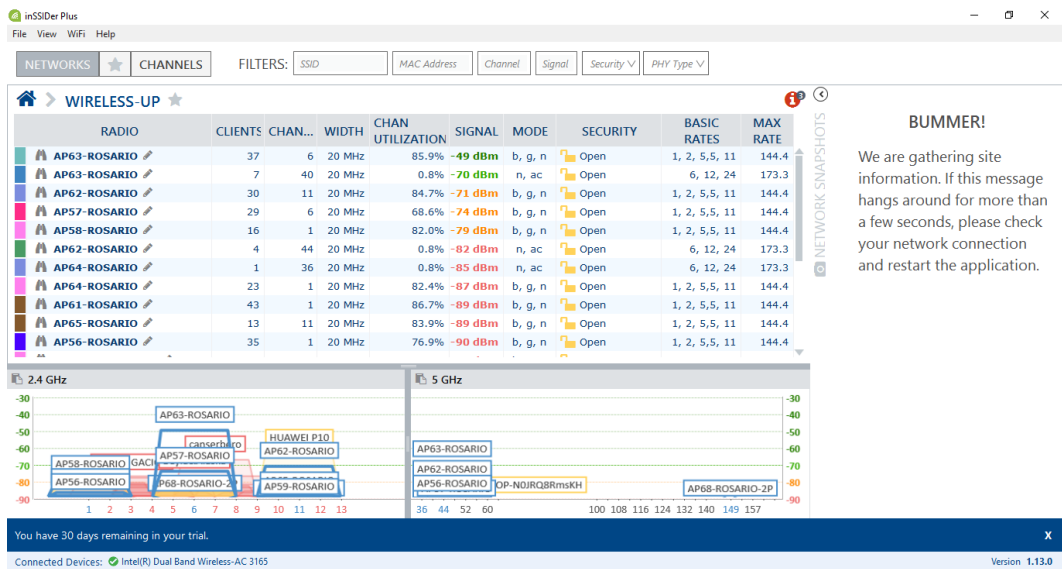 inSSIDer Plus
File View WiFi Help
NETWORKS CHANNELS FILTERS: SSID MAC Address Channel Signal Security PHY Type
WIRELESS-UP 3
RADIO CLIENTS CHAN... WIDTH CHAN UTILIZATION SIGNAL MODE SECURITY BASIC RATES MAX RATE
AP63-ROSARIO 37 6 20 MHz 85.9% -49 dBm b, g, n Open 1, 2, 5,5, 11 144.4
AP63-ROSARIO 7 40 20 MHz 0.8% -70 dBm n, ac Open 6, 12, 24 173.3
AP62-ROSARIO 30 11 20 MHz 84.7% -71 dBm b, g, n Open 1, 2, 5,5, 11 144.4
AP57-ROSARIO 29 6 20 MHz 68.6% -74 dBm b, g, n Open 1, 2, 5,5, 11 144.4
AP58-ROSARIO 16 1 20 MHz 82.0% -79 dBm b, g, n Open 1, 2, 5,5, 11 144.4
AP62-ROSARIO 4 44 20 MHz 0.8% -82 dBm n, ac Open 6, 12, 24 173.3
AP64-ROSARIO 1 36 20 MHz 0.8% -85 dBm n, ac Open 6, 12, 24 173.3
AP64-ROSARIO 23 1 20 MHz 82.4% -87 dBm b, g, n Open 1, 2, 5,5, 11 144.4
AP61-ROSARIO 43 1 20 MHz 86.7% -89 dBm b, g, n Open 1, 2, 5,5, 11 144.4
AP65-ROSARIO 13 11 20 MHz 83.9% -89 dBm b, g, n Open 1, 2, 5,5, 11 144.4
AP56-ROSARIO 35 1 20 MHz 76.9% -90 dBm b, g, n Open 1, 2, 5,5, 11 144.4
0 NETWORK SNAPSHOTS
BUMMER!
We are gathering site
information. If this message
hangs around for more than
a few seconds, please check
your network connection
and restart the application.
2.4 GHz
-30
-40
-50
-60
-70
-80
-90
AP63-ROSARIO
canserbero
HUAWEI P10
AP57-ROSARIO
AP62-ROSARIO
AP58-ROSARIO
AP56-ROSARIO
AP59-ROSARIO
1 2 3 4 5 6 7 8 9 10 11 12 13
5 GHz
AP63-ROSARIO
AP62-ROSARIO
OP-N0JRQ8RmsKH
AP68-ROSARIO-2P
36 44 52 60 100 108 116 124 132 140 149 157
-30
-40
-50
-60
-70
-80
-90
You have 30 days remaining in your trial. X
Connected Devices: Intel(R) Dual Band Wireless-AC 3165
Version 1.13.0